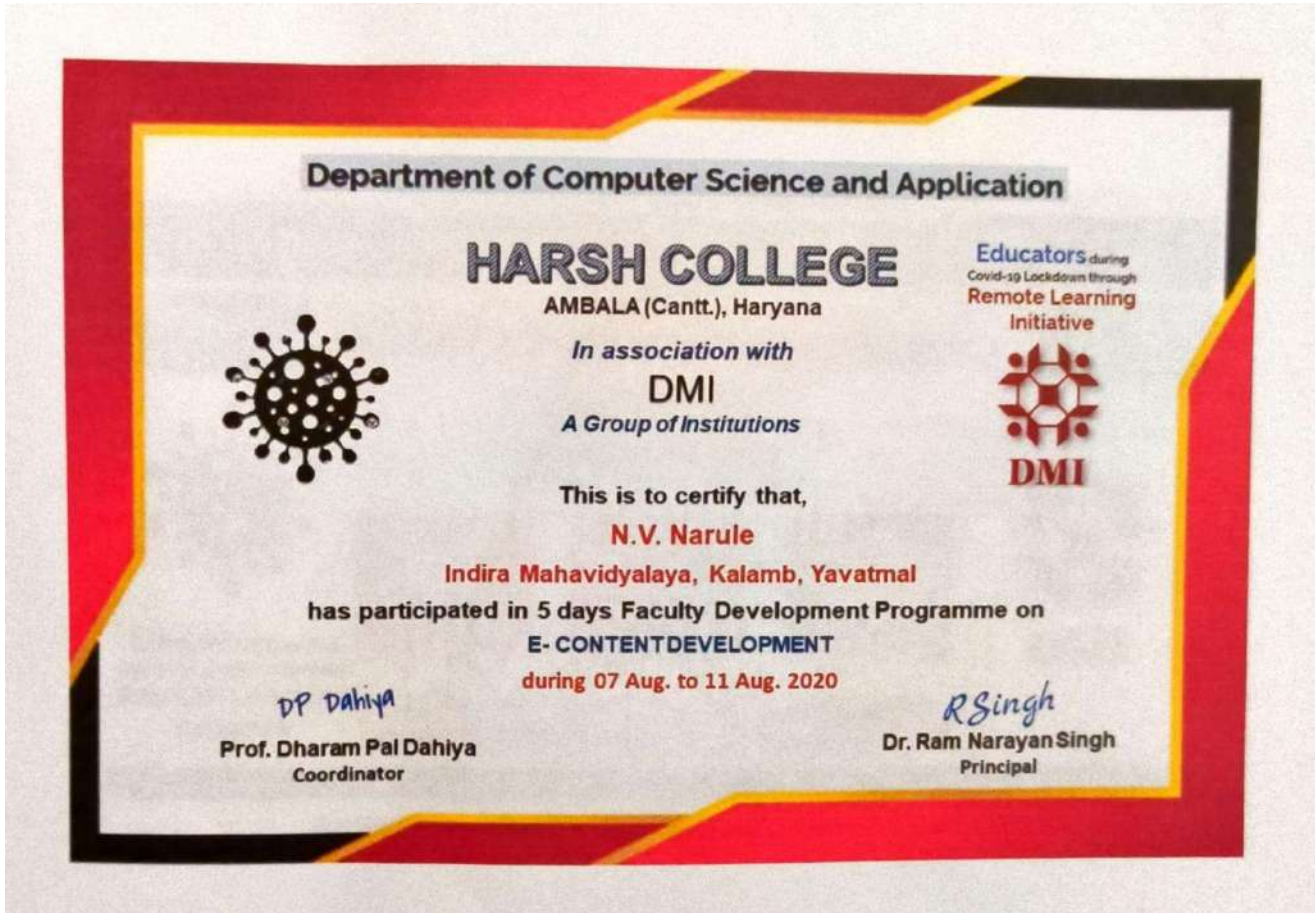 Department of Computer Science and Application
HARSH COLLEGE
AMBALA (Cantt.), Haryana
In association with
DMI
A Group of Institutions
Educators during
Covid-19 Lockdown through
Remote Learning
Initiative
DMI
This is to certify that,
N.V. Narule
Indira Mahavidyalaya, Kalamb, Yavatmal
has participated in 5 days Faculty Development Programme on
E- CONTENT DEVELOPMENT
during 07 Aug. to 11 Aug. 2020
DP Dahiya
Prof. Dharam Pal Dahiya
Coordinator
R Singh
Dr. Ram Narayan Singh
Principal